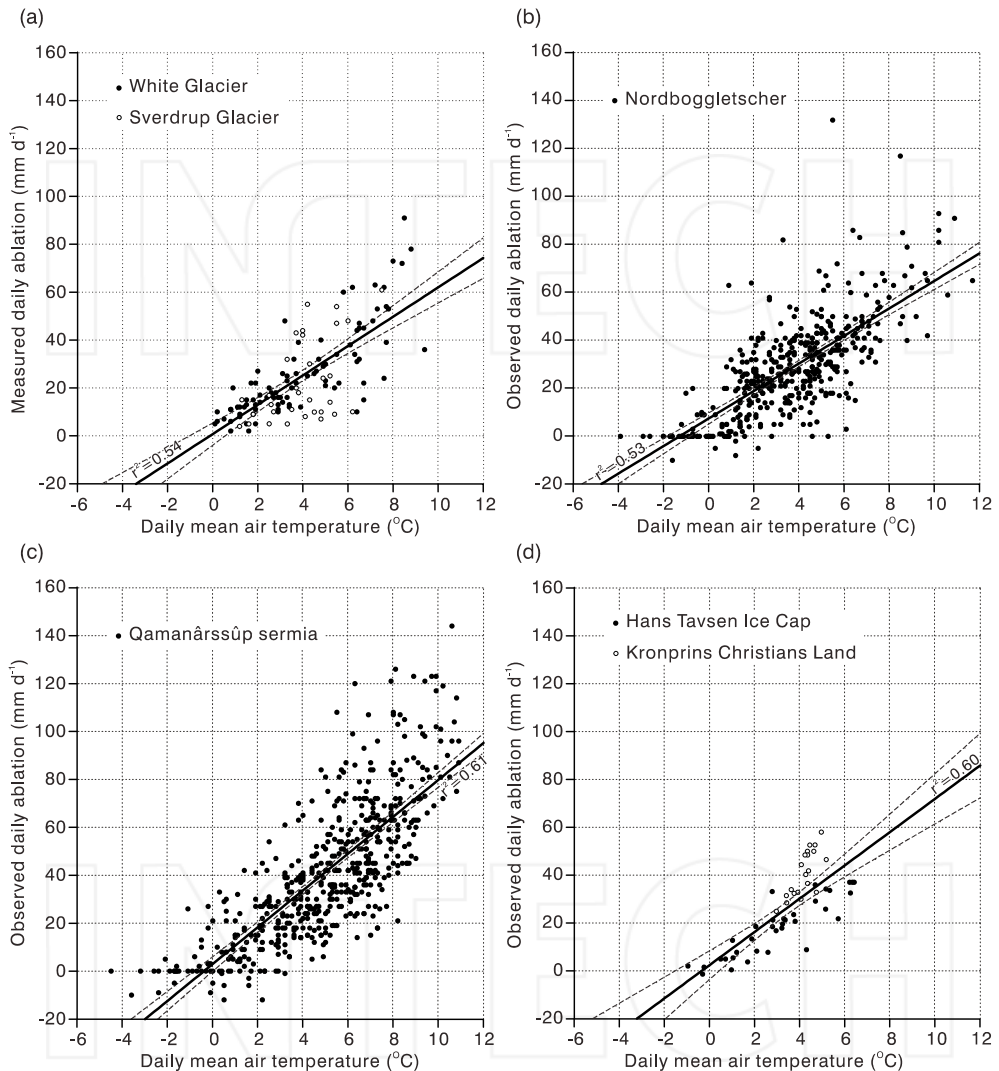 (a)
Measured daily ablation (mm d-1)
160
140
120
100
80
60
40
20
0
-20
White Glacier
Sverdrup Glacier
r2=0.54
-6 -4 -2 0 2 4 6 8 10 12
Daily mean air temperature (oC)
(b)
Observed daily ablation (mm d-1)
160
140
120
100
80
60
40
20
0
-20
Nordboggletscher
r2=0.53
-6 -4 -2 0 2 4 6 8 10 12
Daily mean air temperature (oC)
(c)
Observed daily ablation (mm d-1)
160
140
120
100
80
60
40
20
0
-20
Qamanârssûp sermia
r2=0.61
-6 -4 -2 0 2 4 6 8 10 12
Daily mean air temperature (oC)
(d)
Observed daily ablation (mm d-1)
160
140
120
100
80
60
40
20
0
-20
Hans Tavsen Ice Cap
Kronprins Christians Land
r2=0.60
-6 -4 -2 0 2 4 6 8 10 12
Daily mean air temperature (oC)
INTECH
INTECH